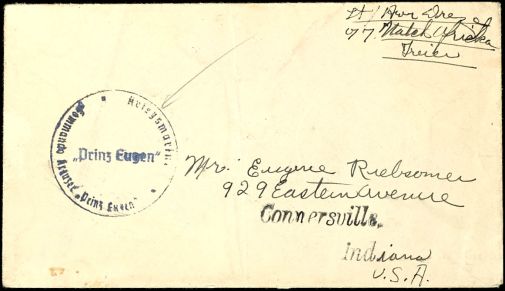 Kriegsmarine
"Prinz Eugen"
Kommando Kreuzer "Prinz Eugen"
Mr. Eugene Riebsomer
929 Eastern Avenue
Connersville,
Indiana
U.S.A.